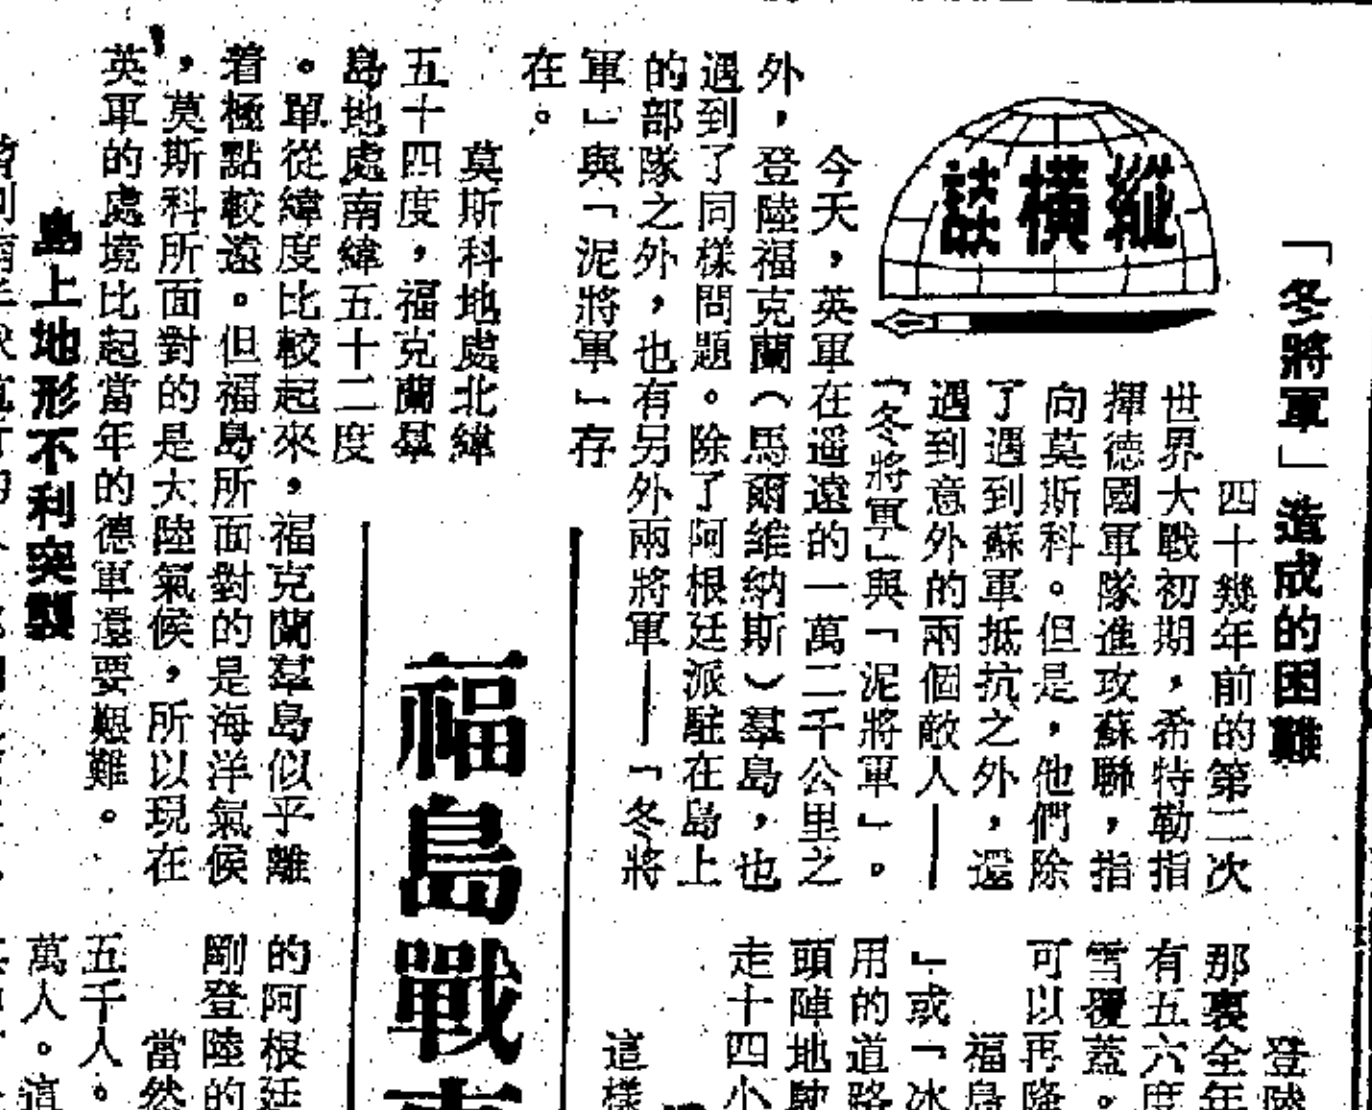 縱橫談
「冬將軍」造成的困難
四十幾年前的第二次
世界大戰初期，希特勒指
揮德國軍隊進攻蘇聯，指
向莫斯科。但是，他們除
了遇到蘇軍抵抗之外，還
遇到意外的兩個敵人——
「冬將軍」與「泥將軍」。
今天，英軍在遥遠的一萬二千公里之
外，登陸福克蘭（馬爾維納斯）羣島，也
遇到了同樣問題。除了阿根廷派駐在島上
的部隊之外，也有另外兩將軍——「冬將
軍」與「泥將軍」存
在。
福島戰
莫斯科地處北緯
五十四度，福克蘭羣
島地處南緯五十二度
。單從緯度比較起來，福克蘭羣島似乎離
着極點較遠。但福島所面對的是海洋氣候
，莫斯科所面對的是大陸氣候，所以現在
英軍的處境比起當年的德軍還要艱難。
島上地形不利突襲
登陸
那裏全年
有五六度
雪覆蓋。
可以再降
福島
」或「冰
用的道路
頭陣地駛
走十四小
這樣
的阿根廷
剛登陸的
當然
五千人。
萬人。這